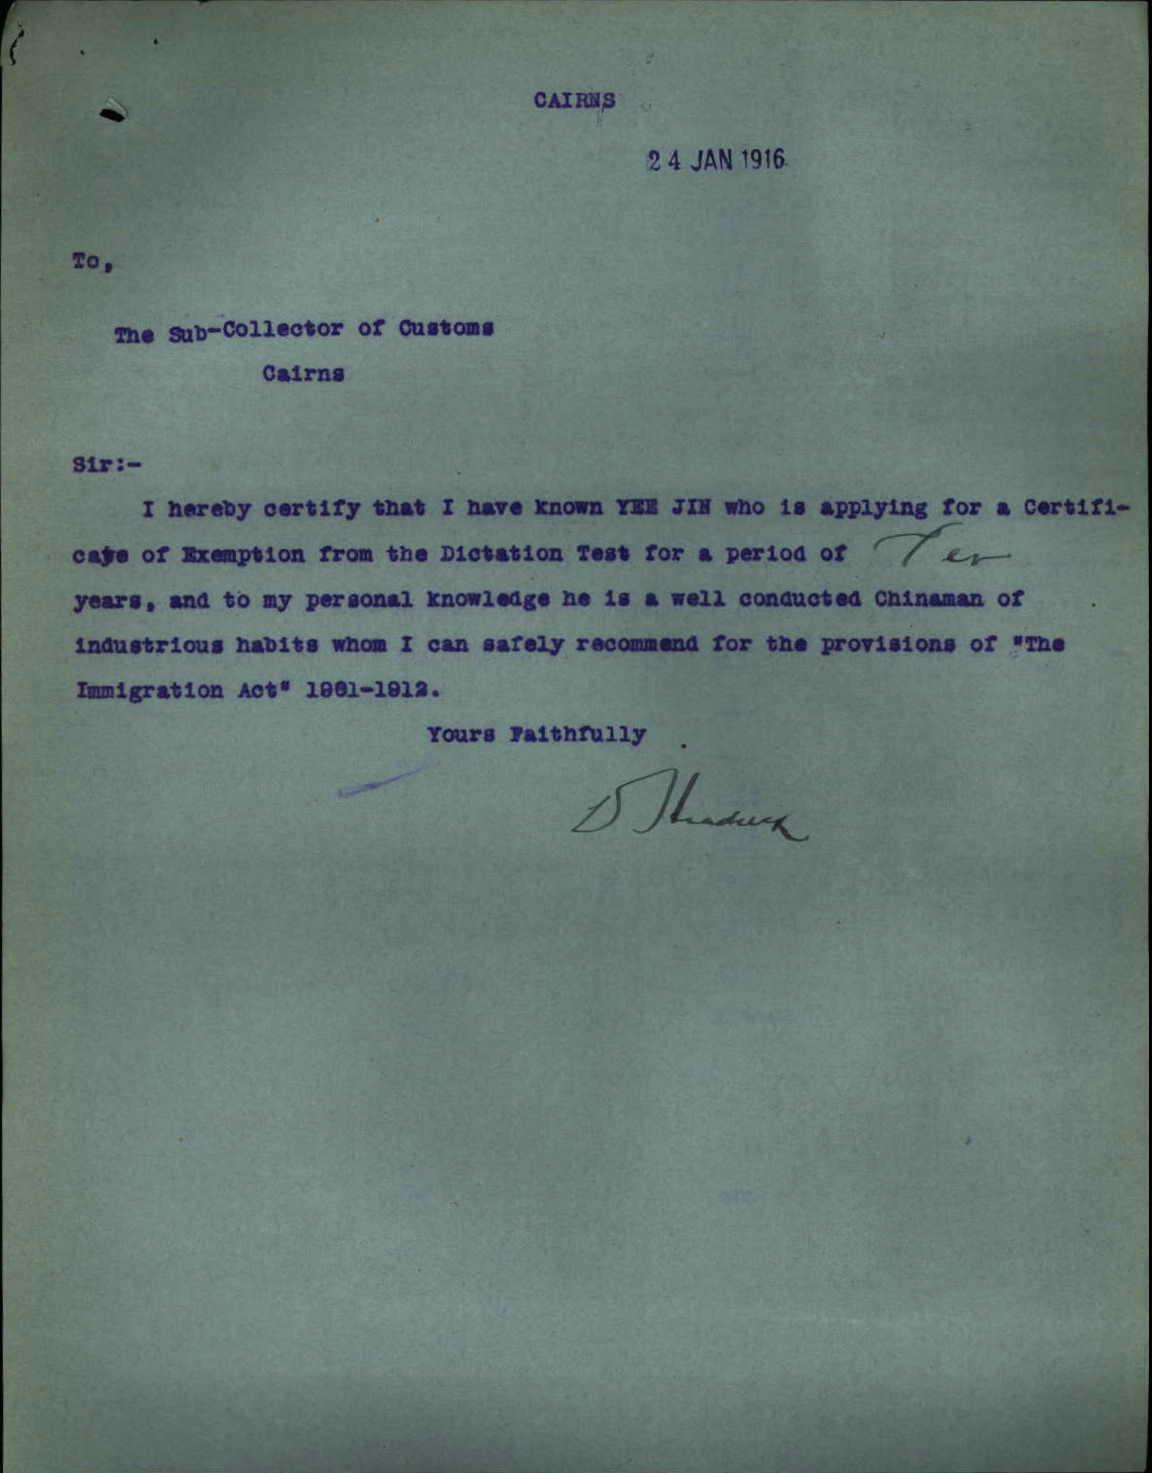 CAIRNS
24 JAN 1916
To,
The Sub-Collector of Customs
Cairns
Sir:-
I hereby certify that I have known YEE JIN who is applying for a Certifi-
cate of Exemption from the Dictation Test for a period of Ten
years, and to my personal knowledge he is a well conducted Chinaman of
industrious habits whom I can safely recommend for the provisions of "The
Immigration Act" 1901-1912.
Yours Faithfully